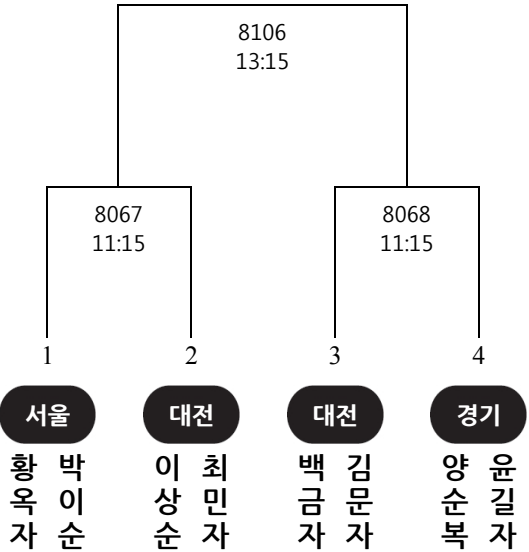 8106
13:15
8067
11:15
8068
11:15
1
2
3
4
서울
대전
대전
경기
황옥자
박이순
이상순
최민자
백금자
김문자
양순복
윤길자